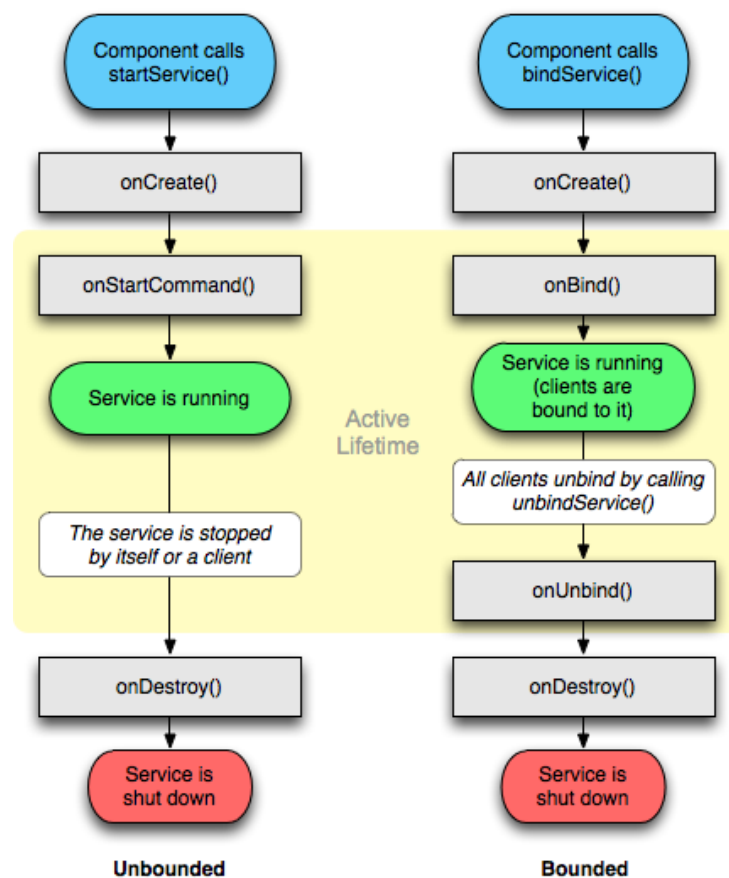 Component calls
startService()
onCreate()
onStartCommand()
Service is running
The service is stopped
by itself or a client
onDestroy()
Service is
shut down
Unbounded
Active
Lifetime
Component calls
bindService()
onCreate()
onBind()
Service is running
(clients are
bound to it)
All clients unbind by calling
unbindService()
onUnbind()
onDestroy()
Service is
shut down
Bounded